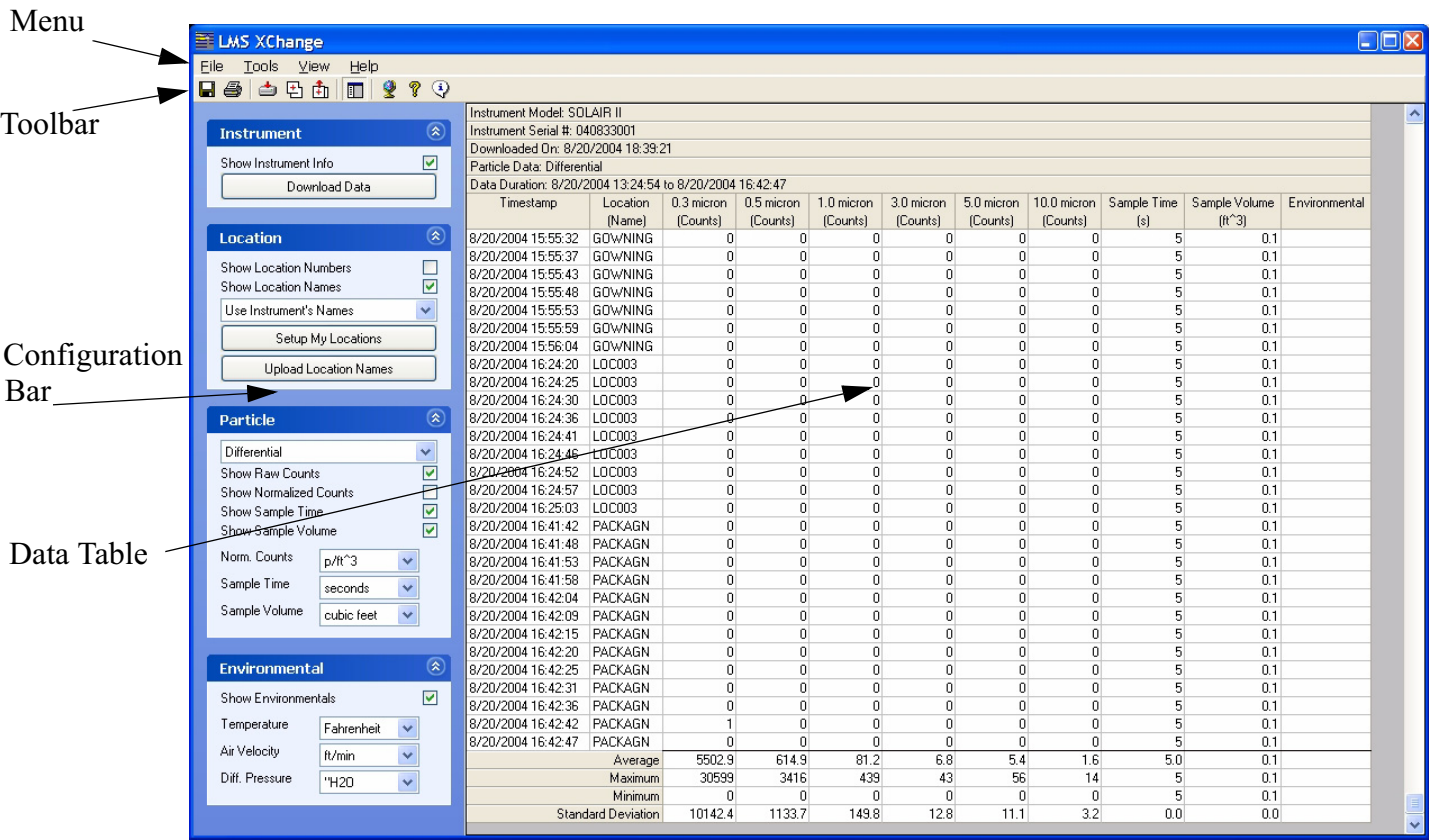 Menu
Toolbar
Configuration
Bar
Data Table
LMS XChange
File Tools View Help
Instrument
Show Instrument Info
Download Data
Location
Show Location Numbers
Show Location Names
Use Instrument's Names
Setup My Locations
Upload Location Names
Particle
Differential
Show Raw Counts
Show Normalized Counts
Show Sample Time
Show Sample Volume
Norm. Counts p/ft^3
Sample Time seconds
Sample Volume cubic feet
Environmental
Show Environmentals
Temperature Fahrenheit
Air Velocity ft/min
Diff. Pressure "H2O
Instrument Model: SOLAIR II
Instrument Serial #: 040833001
Downloaded On: 8/20/2004 18:39:21
Particle Data: Differential
Data Duration: 8/20/2004 13:24:54 to 8/20/2004 16:42:47
Timestamp Location 0.3 micron 0.5 micron 1.0 micron 3.0 micron 5.0 micron 10.0 micron Sample Time Sample Volume Environmental
(Name) (Counts) (Counts) (Counts) (Counts) (Counts) (Counts) (s) (ft^3)
8/20/2004 15:55:32 GOWNING 0 0 0 0 0 0 5 0.1
8/20/2004 15:55:37 GOWNING 0 0 0 0 0 0 5 0.1
8/20/2004 15:55:43 GOWNING 0 0 0 0 0 0 5 0.1
8/20/2004 15:55:48 GOWNING 0 0 0 0 0 0 5 0.1
8/20/2004 15:55:53 GOWNING 0 0 0 0 0 0 5 0.1
8/20/2004 15:55:59 GOWNING 0 0 0 0 0 0 5 0.1
8/20/2004 15:56:04 GOWNING 0 0 0 0 0 0 5 0.1
8/20/2004 16:24:20 LOC003 0 0 0 0 0 0 5 0.1
8/20/2004 16:24:25 LOC003 0 0 0 0 0 0 5 0.1
8/20/2004 16:24:30 LOC003 0 0 0 0 0 0 5 0.1
8/20/2004 16:24:36 LOC003 0 0 0 0 0 0 5 0.1
8/20/2004 16:24:41 LOC003 0 0 0 0 0 0 5 0.1
8/20/2004 16:24:46 LOC003 0 0 0 0 0 0 5 0.1
8/20/2004 16:24:52 LOC003 0 0 0 0 0 0 5 0.1
8/20/2004 16:24:57 LOC003 0 0 0 0 0 0 5 0.1
8/20/2004 16:25:03 LOC003 0 0 0 0 0 0 5 0.1
8/20/2004 16:41:42 PACKAGN 0 0 0 0 0 0 5 0.1
8/20/2004 16:41:48 PACKAGN 0 0 0 0 0 0 5 0.1
8/20/2004 16:41:53 PACKAGN 0 0 0 0 0 0 5 0.1
8/20/2004 16:41:58 PACKAGN 0 0 0 0 0 0 5 0.1
8/20/2004 16:42:04 PACKAGN 0 0 0 0 0 0 5 0.1
8/20/2004 16:42:09 PACKAGN 0 0 0 0 0 0 5 0.1
8/20/2004 16:42:15 PACKAGN 0 0 0 0 0 0 5 0.1
8/20/2004 16:42:20 PACKAGN 0 0 0 0 0 0 5 0.1
8/20/2004 16:42:25 PACKAGN 0 0 0 0 0 0 5 0.1
8/20/2004 16:42:31 PACKAGN 0 0 0 0 0 0 5 0.1
8/20/2004 16:42:36 PACKAGN 0 0 0 0 0 0 5 0.1
8/20/2004 16:42:42 PACKAGN 1 0 0 0 0 0 5 0.1
8/20/2004 16:42:47 PACKAGN 0 0 0 0 0 0 5 0.1
Average 5502.9 614.9 81.2 6.8 5.4 1.6 5.0 0.1
Maximum 30599 3416 439 43 56 14 5 0.1
Minimum 0 0 0 0 0 0 5 0.1
Standard Deviation 10142.4 1133.7 149.8 12.8 11.1 3.2 0.0 0.0